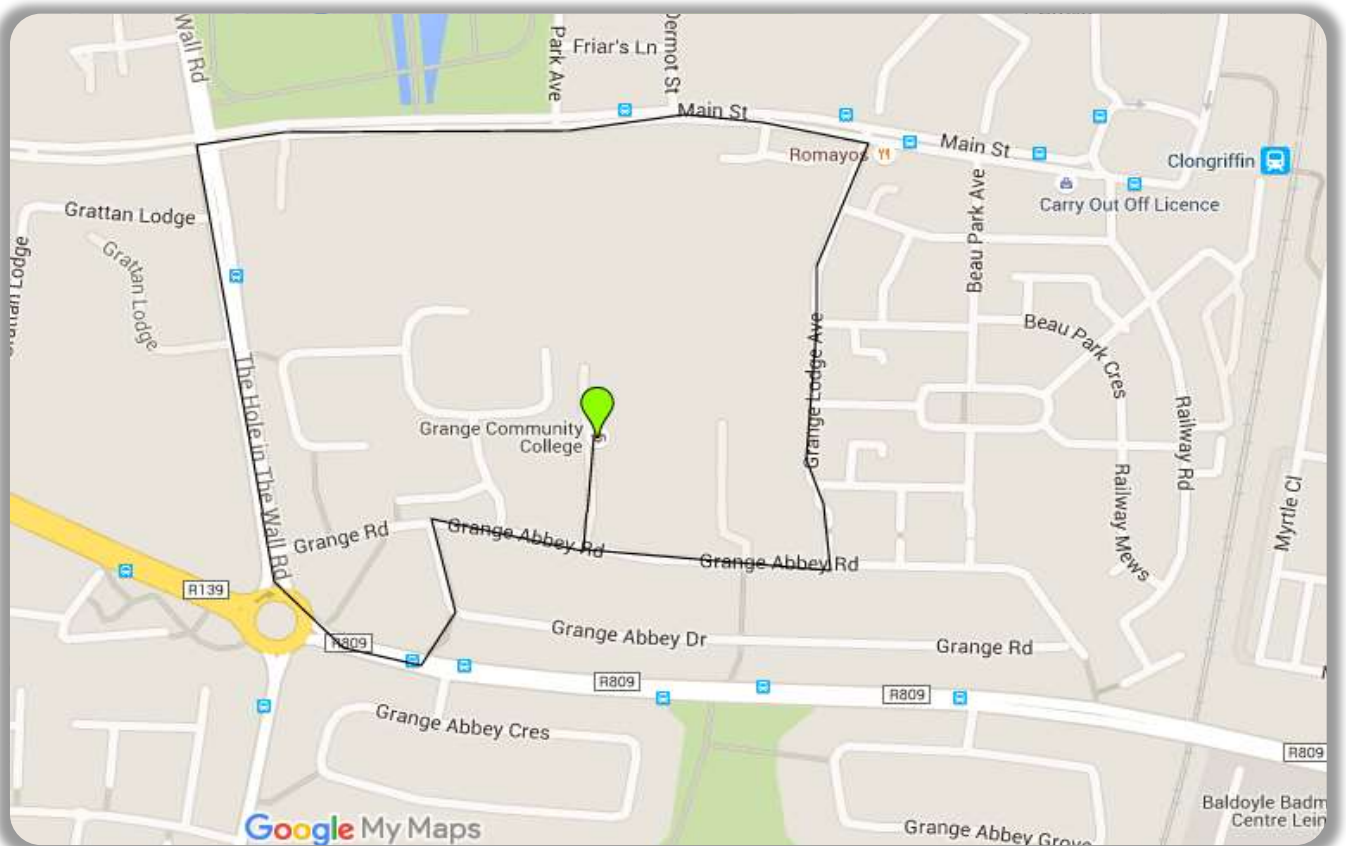 Wall Rd
Park Ave
Friar's Ln
Dermot St
Main St
Romayos
Main St
Clongriffin
Carry Out Off Licence
Grattan Lodge
Grattan Lodge
Beau Park Ave
Beau Park Cres
The Hole in The Wall Rd
Grange Lodge Ave
Grange Community
College
Railway Rd
Railway Mews
Myrtle Cl
Grange Rd
Grange Abbey Rd
Grange Abbey Rd
R139
R809
Grange Abbey Dr
Grange Rd
R809
R809
R809
Grange Abbey Cres
Baldoyle Badm
Centre Lein
Google My Maps
Grange Abbey Grove